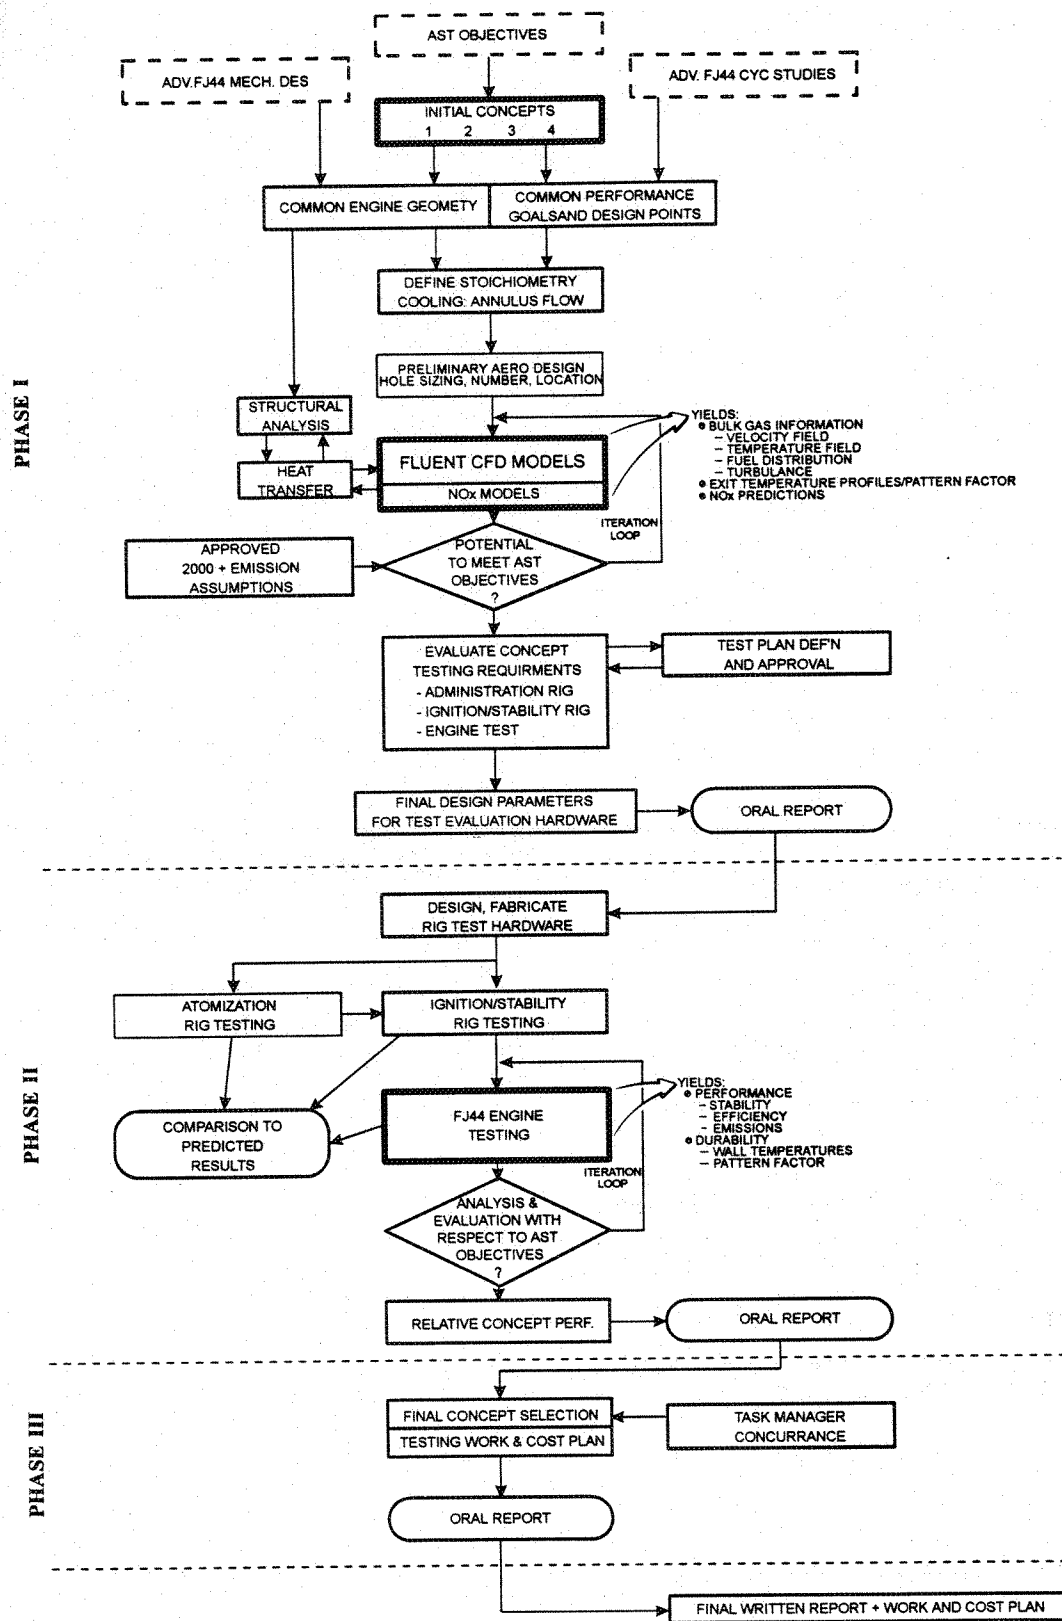 AST OBJECTIVES
ADV.FJ44 MECH. DES
ADV. FJ44 CYC STUDIES
INITIAL CONCEPTS
1 2 3 4
COMMON ENGINE GEOMETY
COMMON PERFORMANCE
GOALSAND DESIGN POINTS
DEFINE STOICHIOMETRY
COOLING: ANNULUS FLOW
PRELIMINARY AERO DESIGN
HOLE SIZING, NUMBER, LOCATION
PHASE I
STRUCTURAL
ANALYSIS
HEAT
TRANSFER
FLUENT CFD MODELS
NOx MODELS
YIELDS:
● BULK GAS INFORMATION
– VELOCITY FIELD
– TEMPERATURE FIELD
– FUEL DISTRIBUTION
– TURBULANCE
● EXIT TEMPERATURE PROFILES/PATTERN FACTOR
● NOx PREDICTIONS
ITERATION
LOOP
APPROVED
2000 + EMISSION
ASSUMPTIONS
POTENTIAL
TO MEET AST
OBJECTIVES
?
EVALUATE CONCEPT
TESTING REQUIRMENTS
- ADMINISTRATION RIG
- IGNITION/STABILITY RIG
- ENGINE TEST
TEST PLAN DEF'N
AND APPROVAL
FINAL DESIGN PARAMETERS
FOR TEST EVALUATION HARDWARE
ORAL REPORT
DESIGN, FABRICATE
RIG TEST HARDWARE
ATOMIZATION
RIG TESTING
IGNITION/STABILITY
RIG TESTING
PHASE II
COMPARISON TO
PREDICTED
RESULTS
FJ44 ENGINE
TESTING
YIELDS:
● PERFORMANCE
– STABILITY
– EFFICIENCY
– EMISSIONS
● DURABILITY
– WALL TEMPERATURES
– PATTERN FACTOR
ITERATION
LOOP
ANALYSIS &
EVALUATION WITH
RESPECT TO AST
OBJECTIVES
?
RELATIVE CONCEPT PERF.
ORAL REPORT
PHASE III
FINAL CONCEPT SELECTION
TESTING WORK & COST PLAN
TASK MANAGER
CONCURRANCE
ORAL REPORT
FINAL WRITTEN REPORT + WORK AND COST PLAN